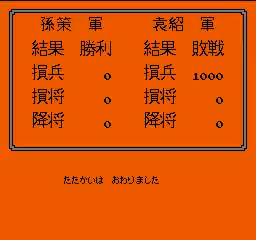 孫策 軍 袁紹 軍
結果 勝利 結果 敗戦
損兵 0 損兵 1000
損将 0 損将 0
降将 0 降将 0
たたかいは おわりました